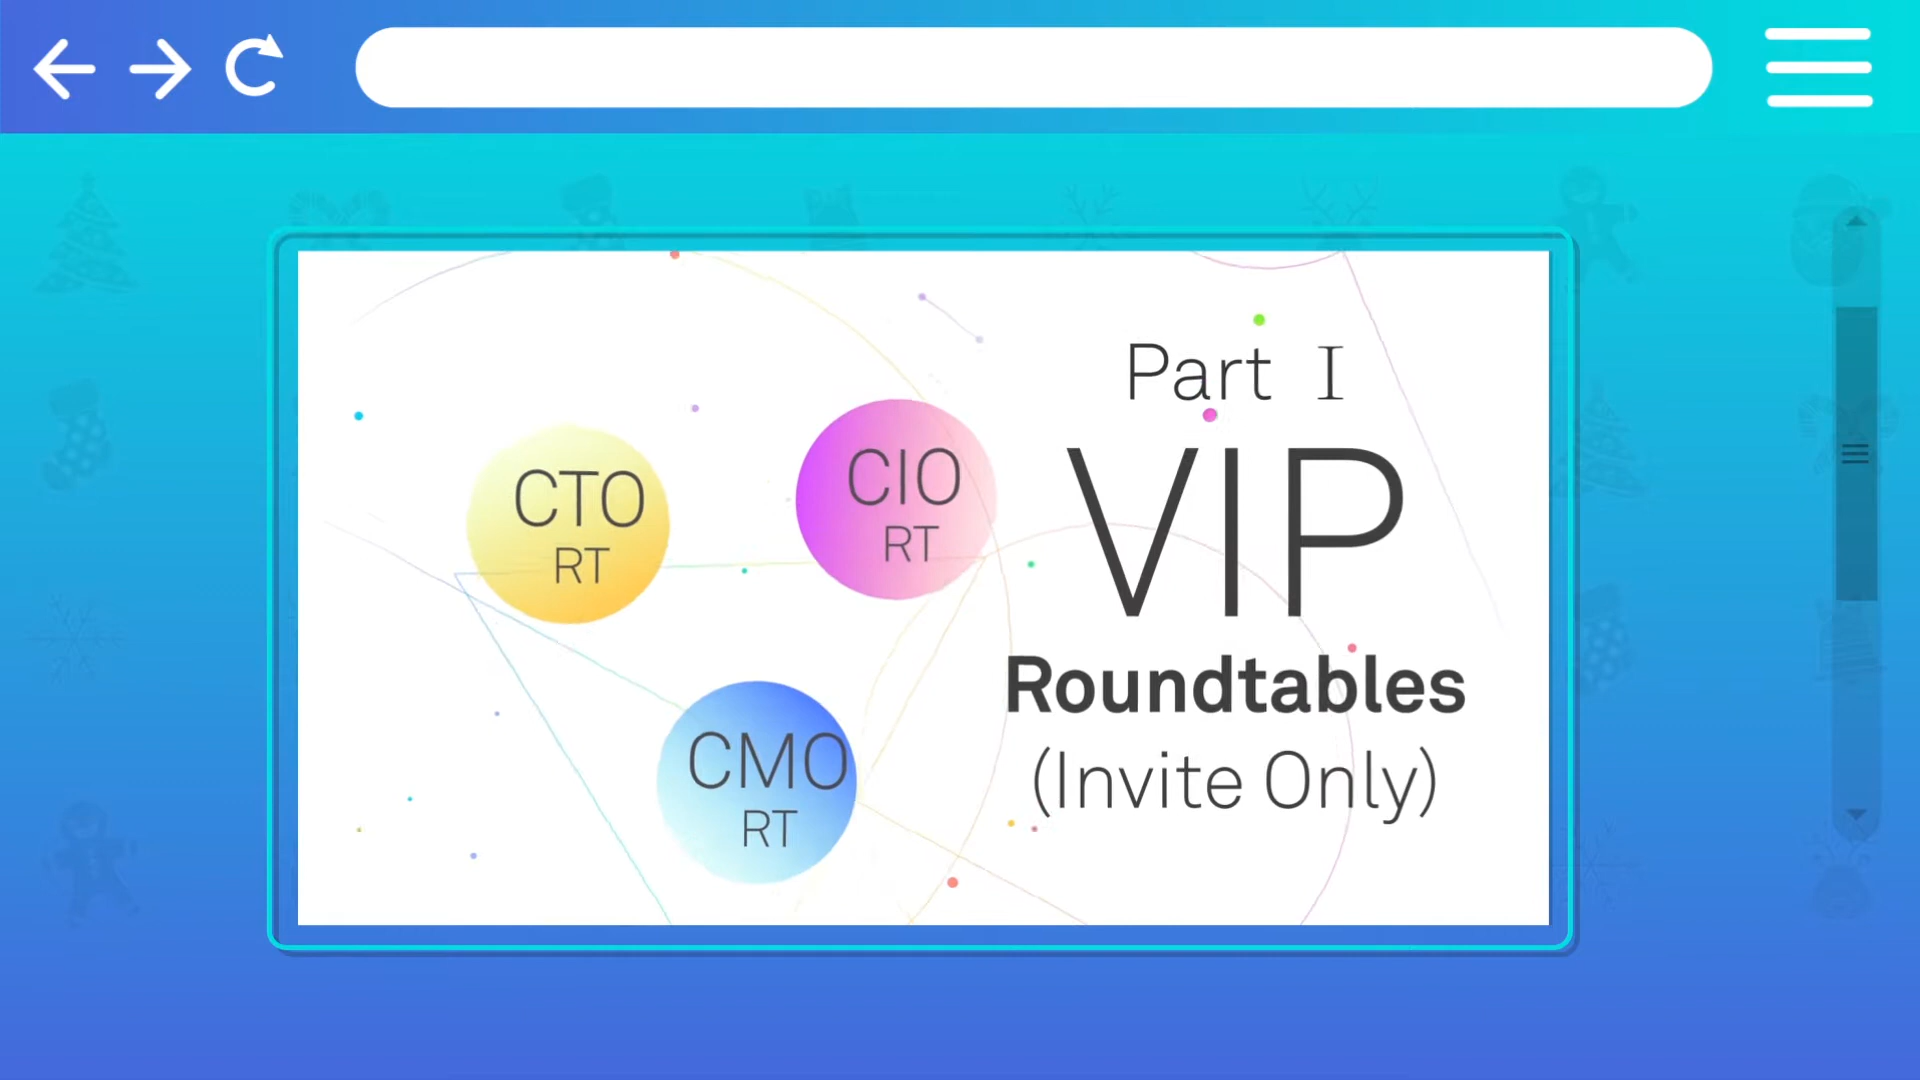 CTO
RT
CIO
RT
CMO
RT
Part I
VIP
Roundtables
(Invite Only)